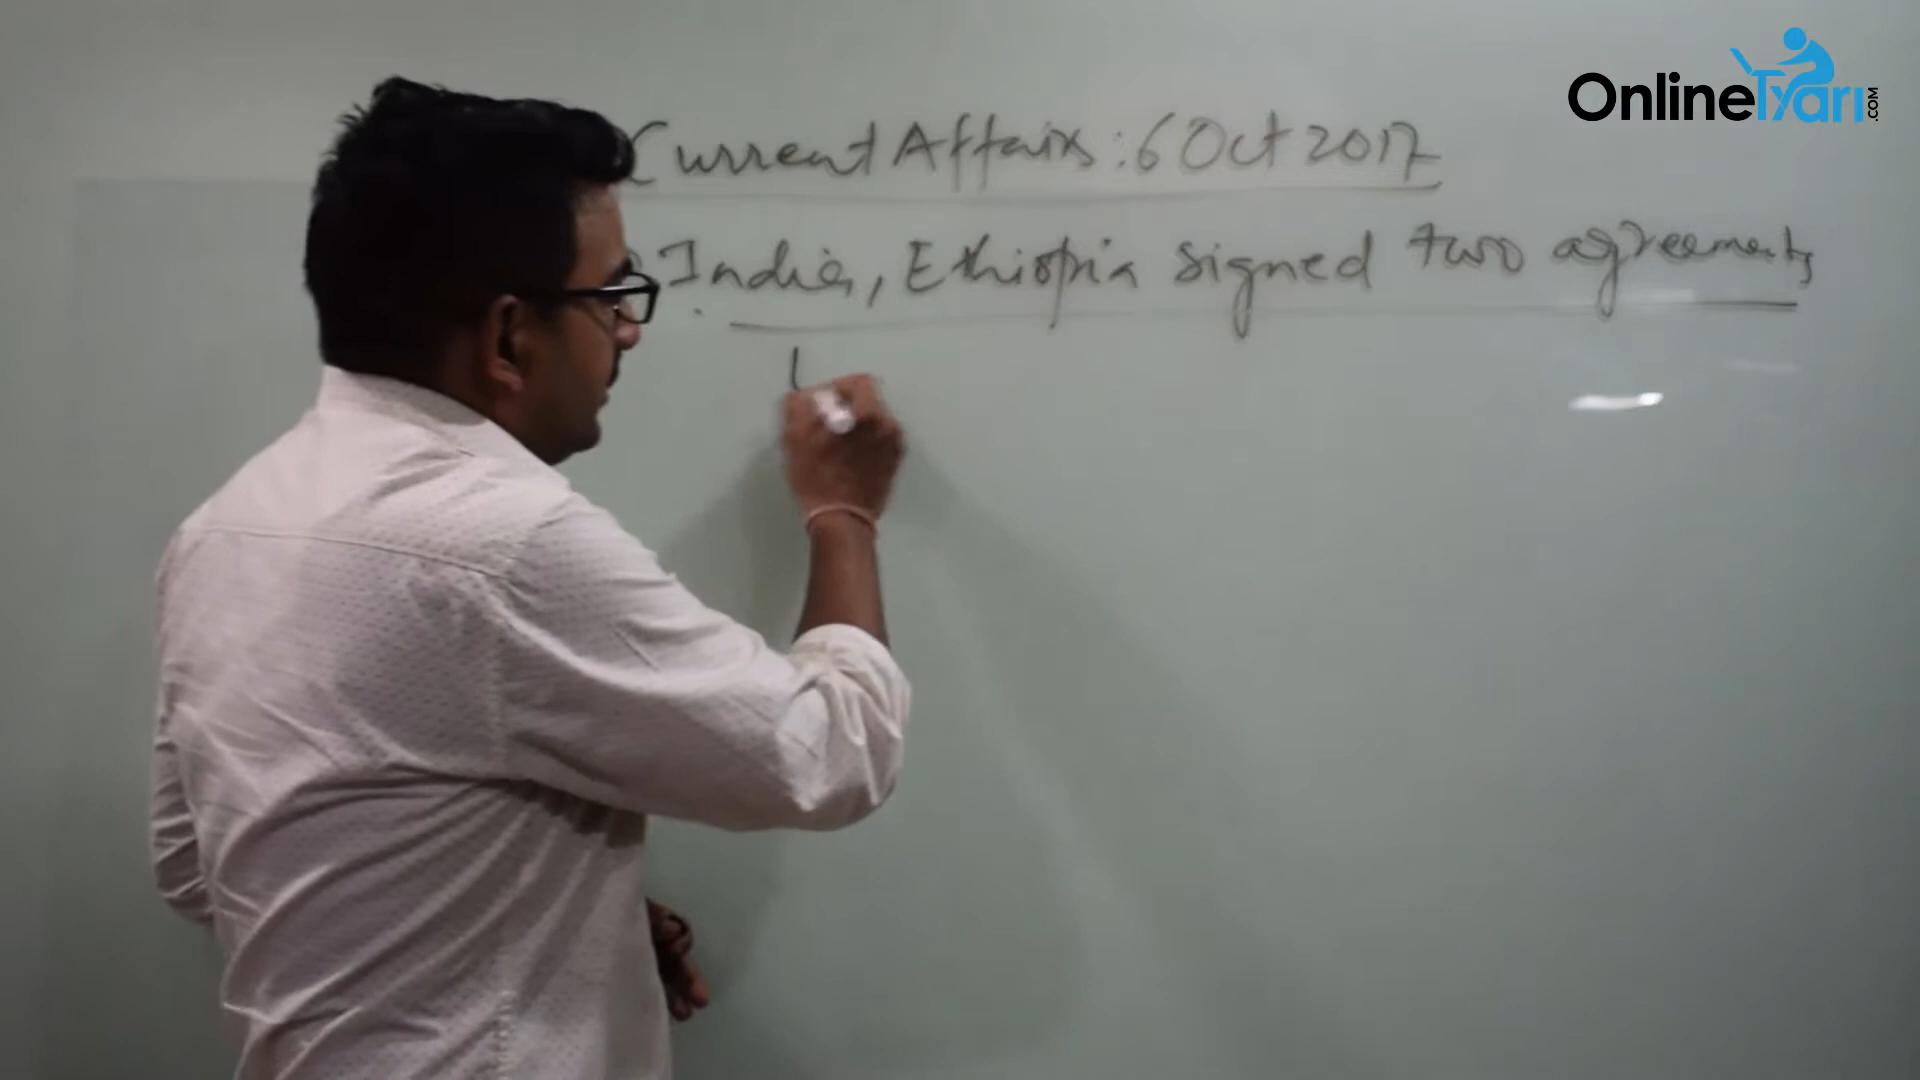 OnlineTyari.COM
Current Affairs : 6 Oct 2017
India, Ethiopia signed two agreements